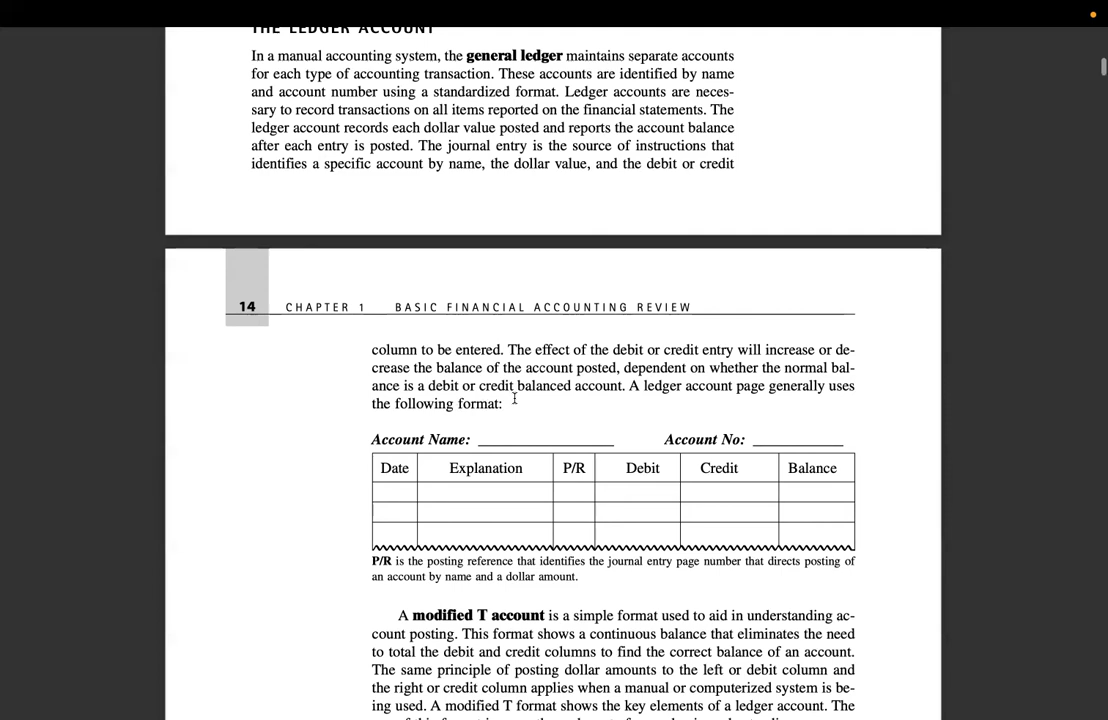 THE LEDGER ACCOUNT
In a manual accounting system, the general ledger maintains separate accounts
for each type of accounting transaction. These accounts are identified by name
and account number using a standardized format. Ledger accounts are neces-
sary to record transactions on all items reported on the financial statements. The
ledger account records each dollar value posted and reports the account balance
after each entry is posted. The journal entry is the source of instructions that
identifies a specific account by name, the dollar value, and the debit or credit
14 CHAPTER 1 BASIC FINANCIAL ACCOUNTING REVIEW
column to be entered. The effect of the debit or credit entry will increase or de-
crease the balance of the account posted, dependent on whether the normal bal-
ance is a debit or credit balanced account. A ledger account page generally uses
the following format:
Account Name: Account No:
Date Explanation P/R Debit Credit Balance
P/R is the posting reference that identifies the journal entry page number that directs posting of
an account by name and a dollar amount.
A modified T account is a simple format used to aid in understanding ac-
count posting. This format shows a continuous balance that eliminates the need
to total the debit and credit columns to find the correct balance of an account.
The same principle of posting dollar amounts to the left or debit column and
the right or credit column applies when a manual or computerized system is be-
ing used. A modified T format shows the key elements of a ledger account. The